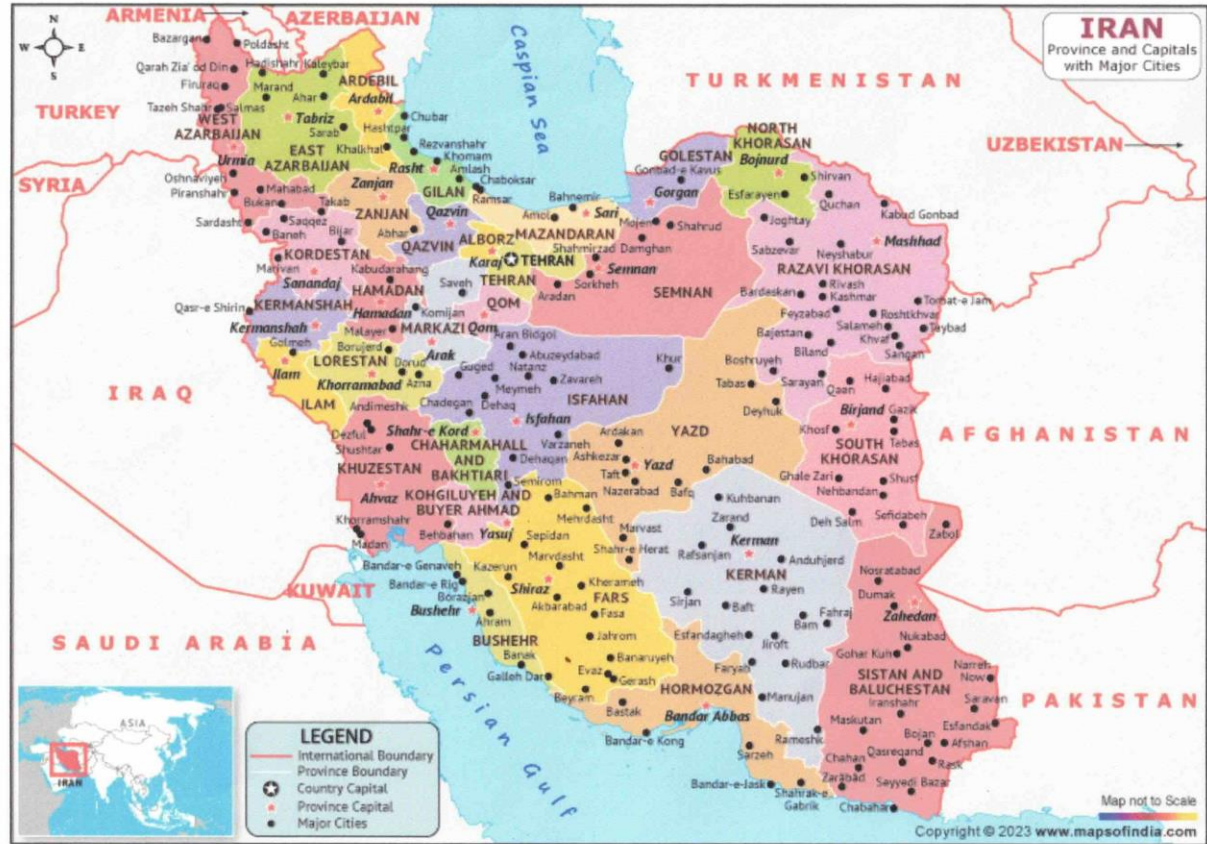 IRAN
Province and Capitals
with Major Cities
N
W
E
S
ARMENIA
AZERBAIJAN
TURKEY
SYRIA
IRAQ
KUWAIT
SAUDI ARABIA
TURKMENISTAN
UZBEKISTAN
AFGHANISTAN
PAKISTAN
Caspian Sea
Persian Gulf
Bazargan
Poldasht
Qarah Zia' od Din
Hadishahr
Kaleybar
Firuraq
Marand
Ahar
ARDEBIL
Ardabil
Tazeh Shahr
Salmas
Tabriz
Sarab
WEST
AZARBAIJAN
EAST
AZARBAIJAN
Urmia
Hashtpar
Chubar
Khalkhal
Rezvanshahr
Rasht
Khomam
Amlash
Chaboksar
Ramsar
GILAN
Oshnaviyeh
Piranshahr
Mahabad
Bukan
Takab
Sardasht
Saqqez
Baneh
Bijar
Zanjan
ZANJAN
Abhar
Qazvin
QAZVIN
ALBORZ
Karaj
TEHRAN
TEHRAN
Bahnemir
Amol
Sari
MAZANDARAN
GOLESTAN
Gonbad-e Kavus
Gorgan
NORTH
KHORASAN
Bojnurd
Shirvan
Esfarayen
Quchan
Kabud Gonbad
Joghtay
Mashhad
Sabzevar
Neyshabur
RAZAVI KHORASAN
Mojen
Shahrud
Damghan
Shahmirzad
Semnan
Sorkheh
Aradan
SEMNAN
KORDESTAN
Marivan
Sanandaj
Kabudarahang
HAMADAN
Hamadan
Malayer
Saveh
QOM
Qom
Komijan
MARKAZI
Arak
Qasr-e Shirin
KERMANSHAH
Kermanshah
Golmeh
Ilam
ILAM
LORESTAN
Borujerd
Dorud
Azna
Khorramabad
Aran Bidgol
Abuzeydabad
Natanz
Guged
Meymeh
Zavareh
Khur
Chadegan
Dehaq
ISFAHAN
Isfahan
Varzaneh
Dehaqan
Semirom
Bardaskan
Rivash
Kashmar
Torbat-e Jam
Feyzabad
Roshtkhvar
Salameh
Taybad
Khvaf
Sangan
Bajestan
Biland
Boshruyeh
Tabas
Sarayan
Qaan
Hajiabad
Deyhuk
Birjand
Gazik
Khosf
Tabas
SOUTH
KHORASAN
Ghale Zari
Shusf
Nehbandan
Deh Salm
Sefidabeh
Zabol
Andimeshk
Dezful
Shushtar
Shahr-e Kord
CHAHARMAHALL
AND
BAKHTIARI
KHUZESTAN
Ahvaz
KOHGILUYEH AND
BUYER AHMAD
Yasuj
Khorramshahr
Madan
Behbahan
Ardakan
Ashkezar
YAZD
Yazd
Taft
Nazerabad
Bafq
Bahabad
Bahman
Mehrdasht
Marvast
Shahr-e Herat
Sepidan
Marvdasht
Kazerun
Shiraz
Kherameh
FARS
Akbarabad
Fasa
Jahrom
Banaruyeh
Evaz
Gerash
Beyram
Bandar-e Genaveh
Bandar-e Rig
Borazjan
Bushehr
Ahram
BUSHEHR
Banak
Galleh Dar
Kuhbanan
Zarand
Kerman
Rafsanjan
Anduhjerd
KERMAN
Rayen
Sirjan
Baft
Fahraj
Bam
Esfandagheh
Jiroft
Faryab
Rudbar
Manujan
Rameshk
HORMOZGAN
Bandar Abbas
Bastak
Bandar-e Kong
Sarzeh
Bandar-e-Jask
Shahrak-e
Gabrik
Nosratabad
Dumak
Zahedan
Nukabad
Gohar Kuh
Narreh
Now
SISTAN AND
BALUCHESTAN
Iranshahr
Saravan
Maskutan
Esfandak
Bojan
Afshan
Chahan
Qasreqand
Rask
Zarabad
Seyyedi Bazar
Chabahar
ASIA
IRAN
LEGEND
International Boundary
Province Boundary
Country Capital
Province Capital
Major Cities
Map not to Scale
Copyright © 2023 www.mapsofindia.com